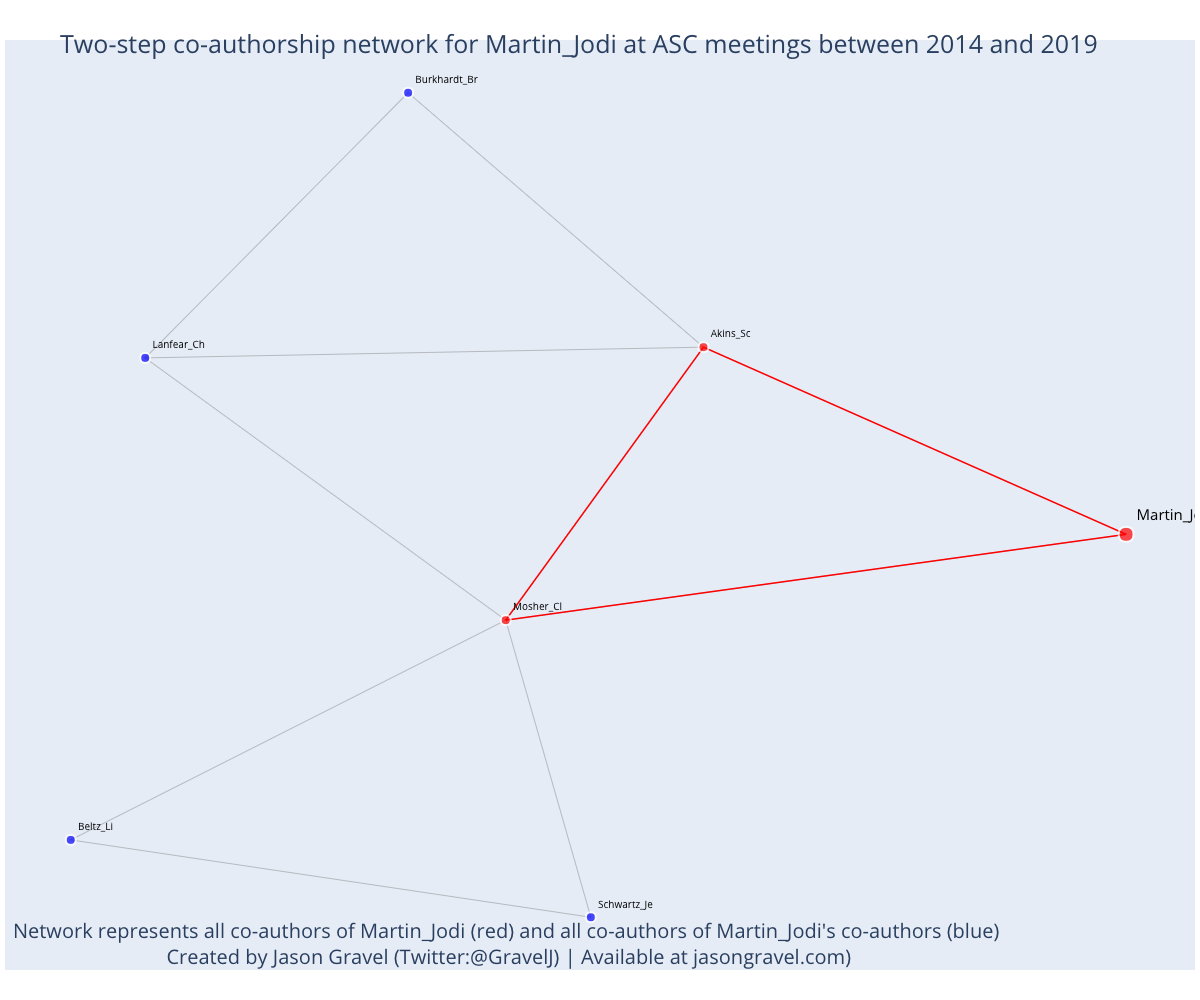 Two-step co-authorship network for Martin_Jodi at ASC meetings between 2014 and 2019
Burkhardt_Br
Akins_Sc
Lanfear_Ch
Martin_J
Mosher_Cl
Beltz_Li
Schwartz_Je
Network represents all co-authors of Martin_Jodi (red) and all co-authors of Martin_Jodi's co-authors (blue)
Created by Jason Gravel (Twitter:@GravelJ) | Available at jasongravel.com)